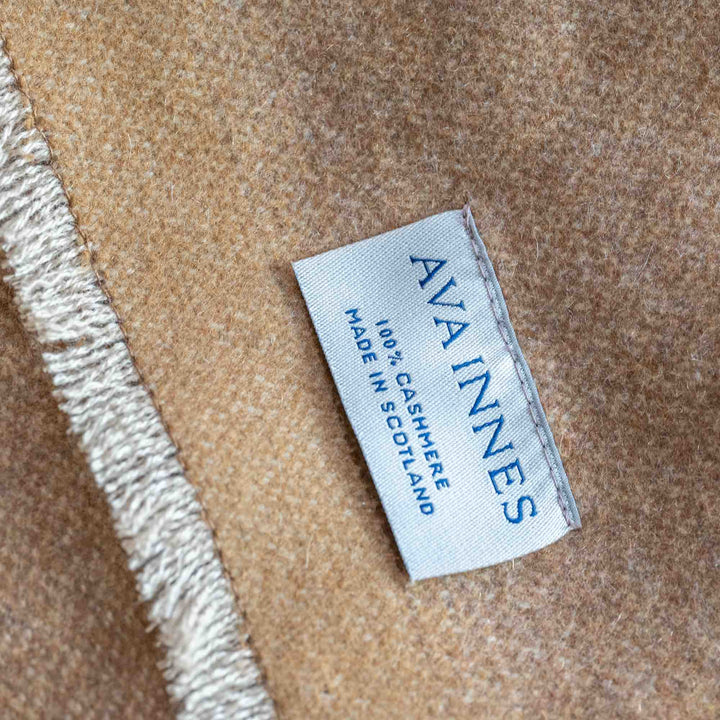 AVA INNES
100% CASHMERE
MADE IN SCOTLAND